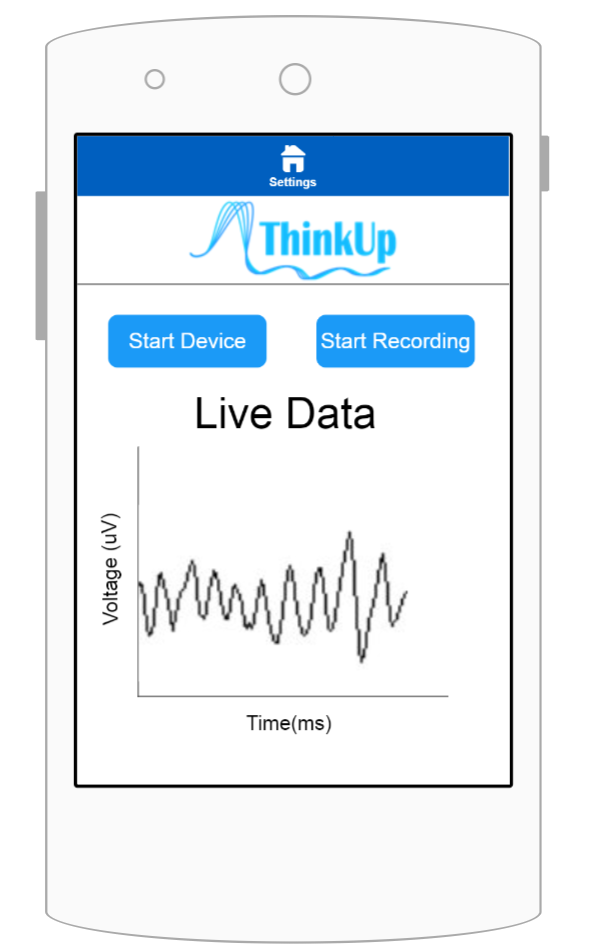 Settings
ThinkUp
Start Device
Start Recording
Live Data
Voltage (uV)
Time(ms)